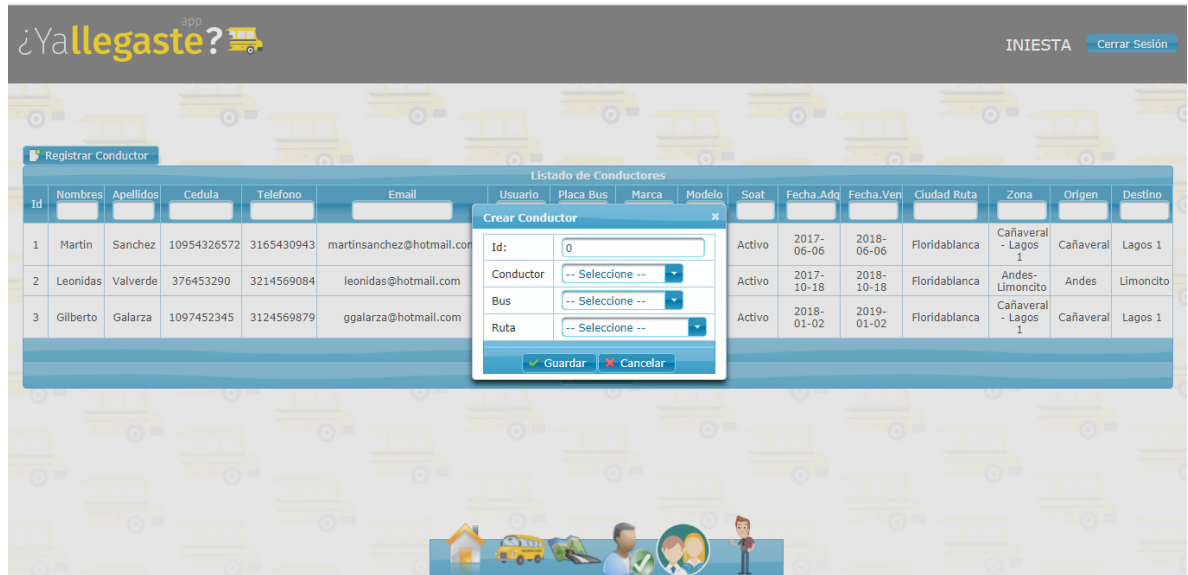 app
¿Yallegaste?
INIESTA
Cerrar Sesión
Registrar Conductor
Listado de Conductores
Id Nombres Apellidos Cedula Telefono Email Usuario Placa Bus Marca Modelo Soat Fecha.Adq Fecha.Ven Ciudad Ruta Zona Origen Destino
1 Martin Sanchez 10954326572 3165430943 martinsanchez@hotmail.con Activo 2017-06-06 2018-06-06 Floridablanca Cañaveral - Lagos 1 Cañaveral Lagos 1
2 Leonidas Valverde 376453290 3214569084 leonidas@hotmail.com Activo 2017-10-18 2018-10-18 Floridablanca Andes-Limoncito Andes Limoncito
3 Gilberto Galarza 1097452345 3124569879 ggalarza@hotmail.com Activo 2018-01-02 2019-01-02 Floridablanca Cañaveral - Lagos 1 Cañaveral Lagos 1
Crear Conductor
Id: 0
Conductor -- Seleccione --
Bus -- Seleccione --
Ruta -- Seleccione --
Guardar Cancelar